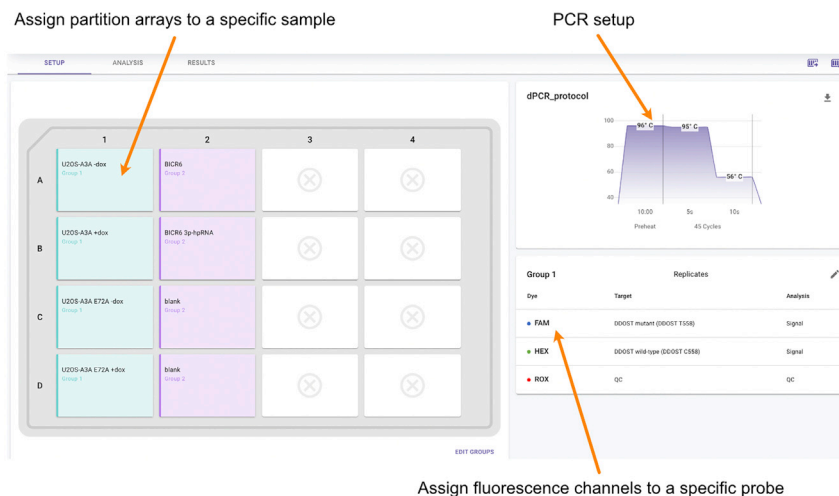 Assign partition arrays to a specific sample
PCR setup
SETUP ANALYSIS RESULTS
dPCR_protocol
100
80
60
40
96° C
95° C
56° C
10:00 5s 10s
Preheat 45 Cycles
1 2 3 4
A
U2OS-A3A -dox
Group 1
BICR6
Group 2
B
U2OS-A3A +dox
Group 1
BICR6 3p-hpRNA
Group 2
C
U2OS-A3A E72A -dox
Group 1
blank
Group 2
D
U2OS-A3A E72A +dox
Group 1
blank
Group 2
EDIT GROUPS
Group 1 Replicates
Dye Target Analysis
FAM DDOST mutant (DDOST T558) Signal
HEX DDOST wild-type (DDOST C558) Signal
ROX QC QC
Assign fluorescence channels to a specific probe